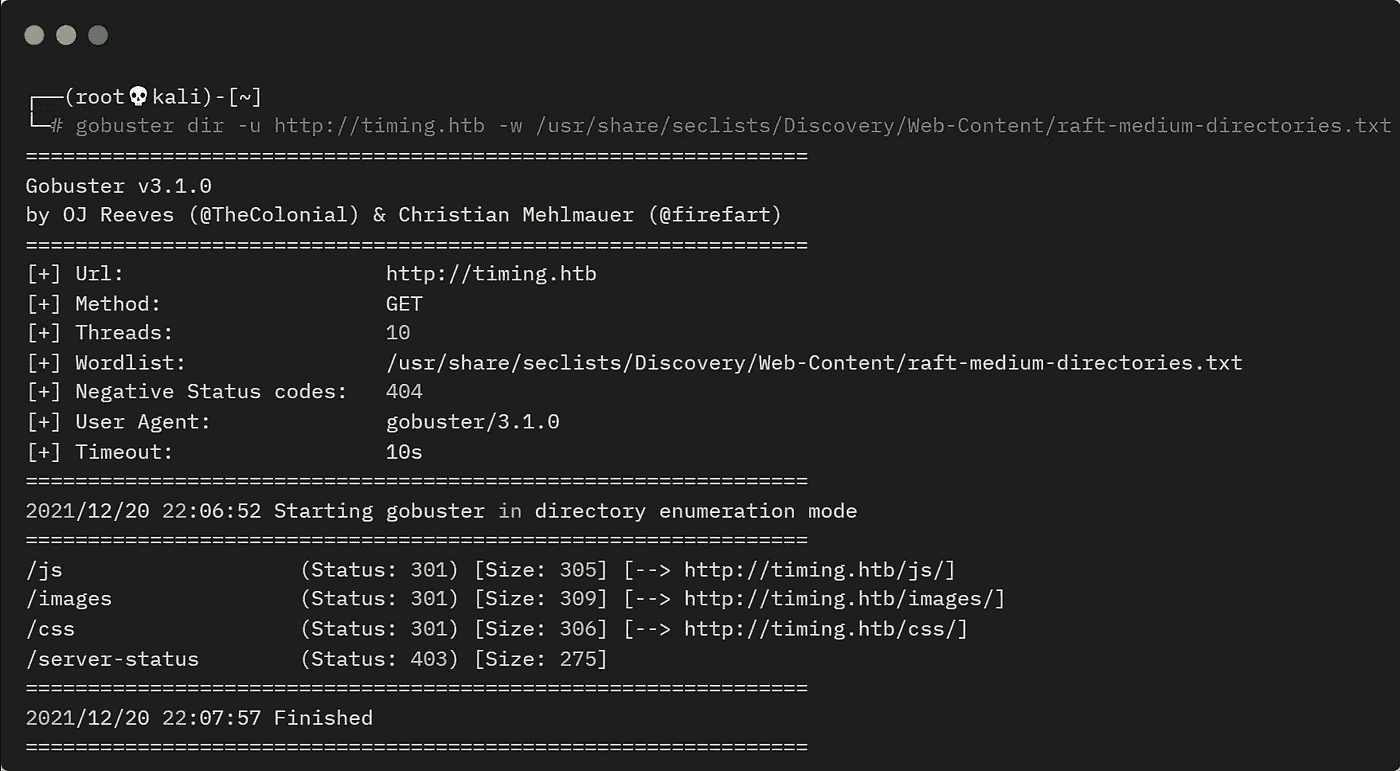 ┌──(root💀kali)-[~]
└─# gobuster dir -u http://timing.htb -w /usr/share/seclists/Discovery/Web-Content/raft-medium-directories.txt
===============================================================
Gobuster v3.1.0
by OJ Reeves (@TheColonial) & Christian Mehlmauer (@firefart)
===============================================================
[+] Url:                     http://timing.htb
[+] Method:                  GET
[+] Threads:                 10
[+] Wordlist:                /usr/share/seclists/Discovery/Web-Content/raft-medium-directories.txt
[+] Negative Status codes:   404
[+] User Agent:              gobuster/3.1.0
[+] Timeout:                 10s
===============================================================
2021/12/20 22:06:52 Starting gobuster in directory enumeration mode
===============================================================
/js                   (Status: 301) [Size: 305] [--> http://timing.htb/js/]
/images               (Status: 301) [Size: 309] [--> http://timing.htb/images/]
/css                  (Status: 301) [Size: 306] [--> http://timing.htb/css/]
/server-status        (Status: 403) [Size: 275]
===============================================================
2021/12/20 22:07:57 Finished
===============================================================